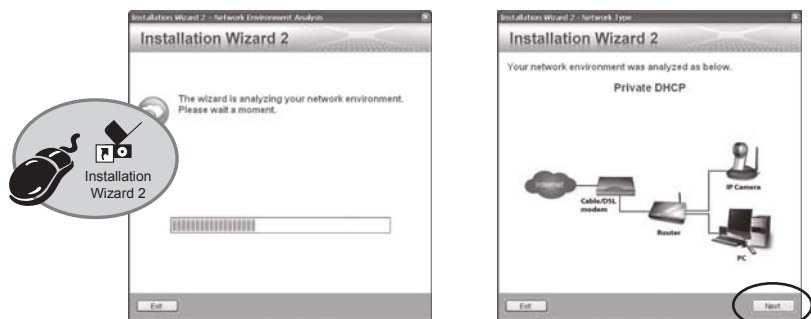 Installation Wizard 2 - Network Environment Analysis
Installation Wizard 2
The wizard is analyzing your network environment.
Please wait a moment.
Installation
Wizard 2
Exit
Installation Wizard 2 - Network Type
Installation Wizard 2
Your network environment was analyzed as below.
Private DHCP
Internet
Cable/DSL
modem
Router
IP Camera
PC
Exit
Next